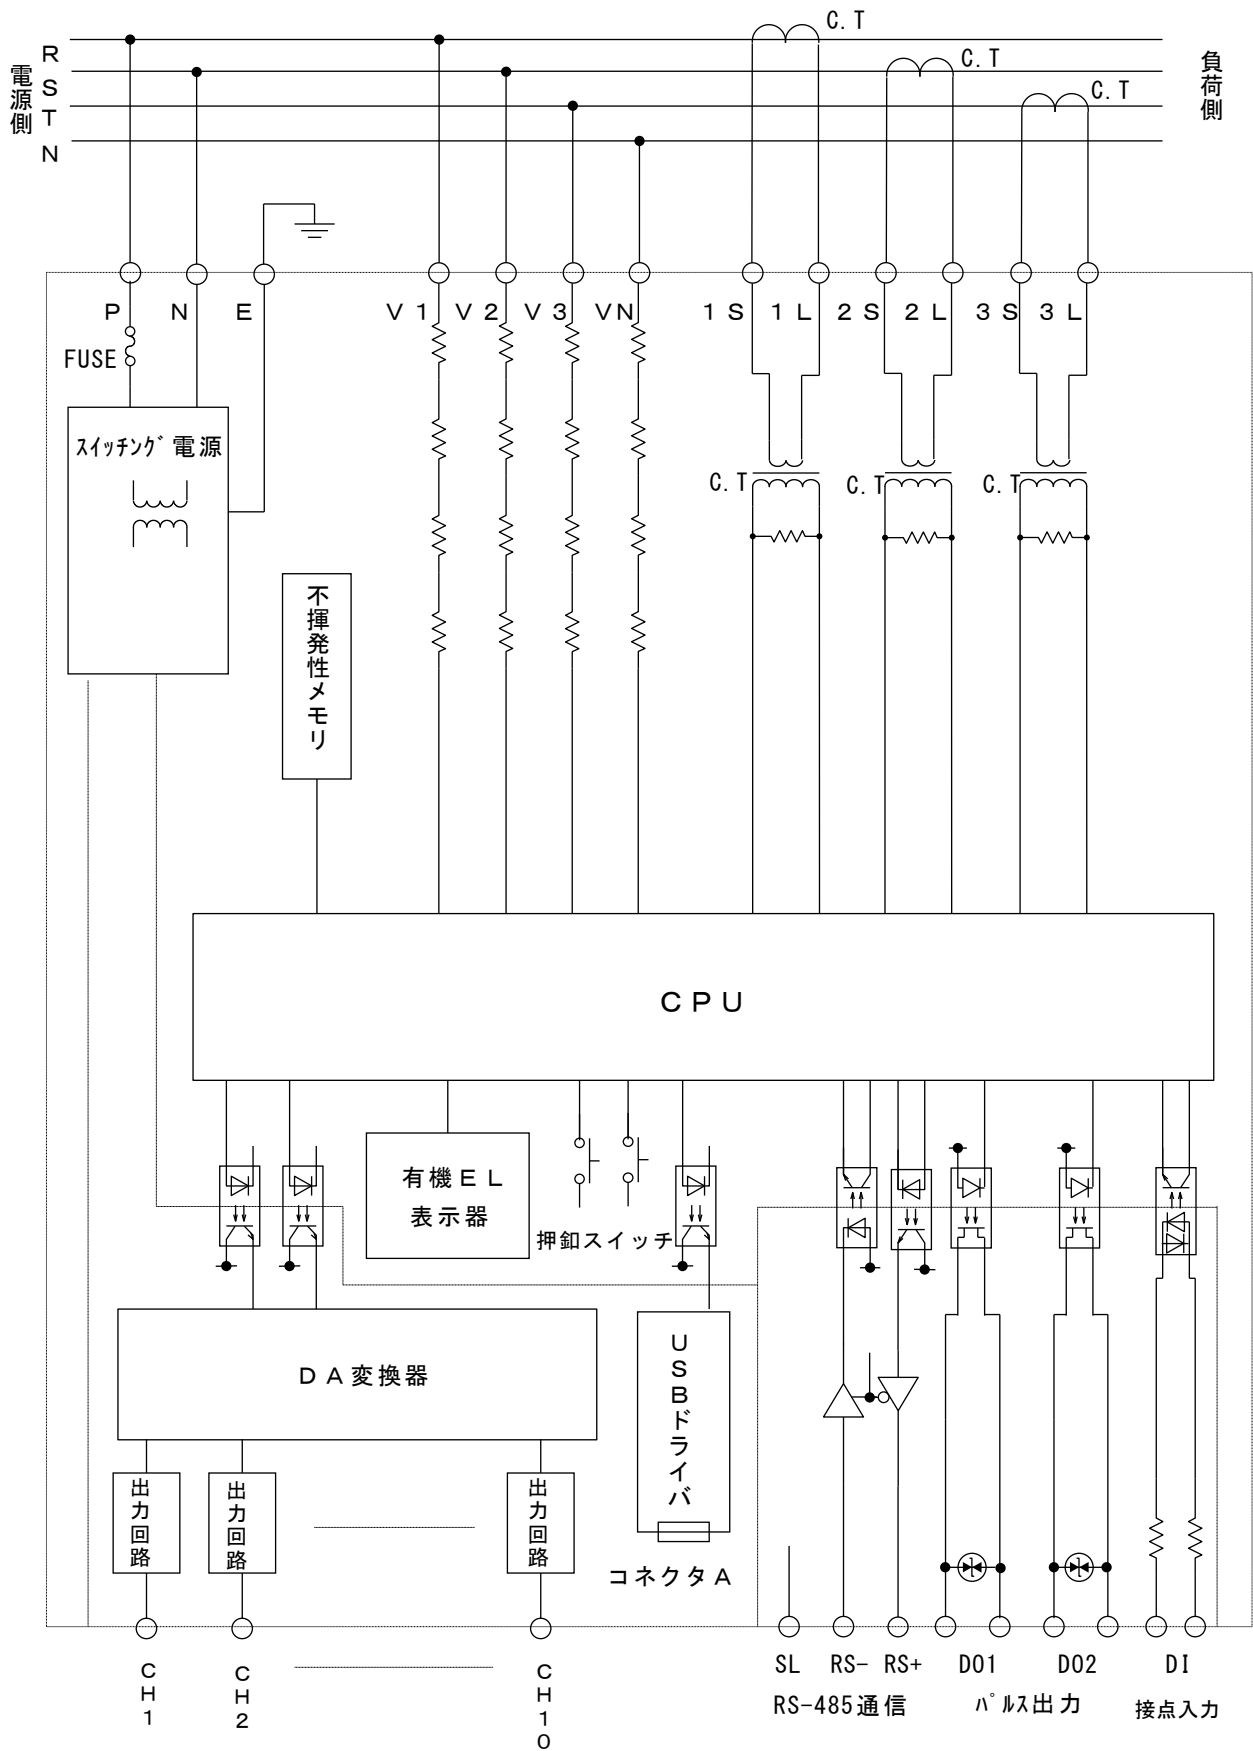 C.T
C.T
C.T
電源側
R
S
T
N
負荷側
P
N
E
V1
V2
V3
VN
1S
1L
2S
2L
3S
3L
FUSE
スイッチング電源
C.T
C.T
C.T
不揮発性メモリ
CPU
有機EL
表示器
押釦スイッチ
DA変換器
USBドライバ
コネクタA
出力回路
出力回路
出力回路
CH1
CH2
CH10
SL
RS-
RS+
DO1
DO2
DI
RS-485通信
パルス出力
接点入力